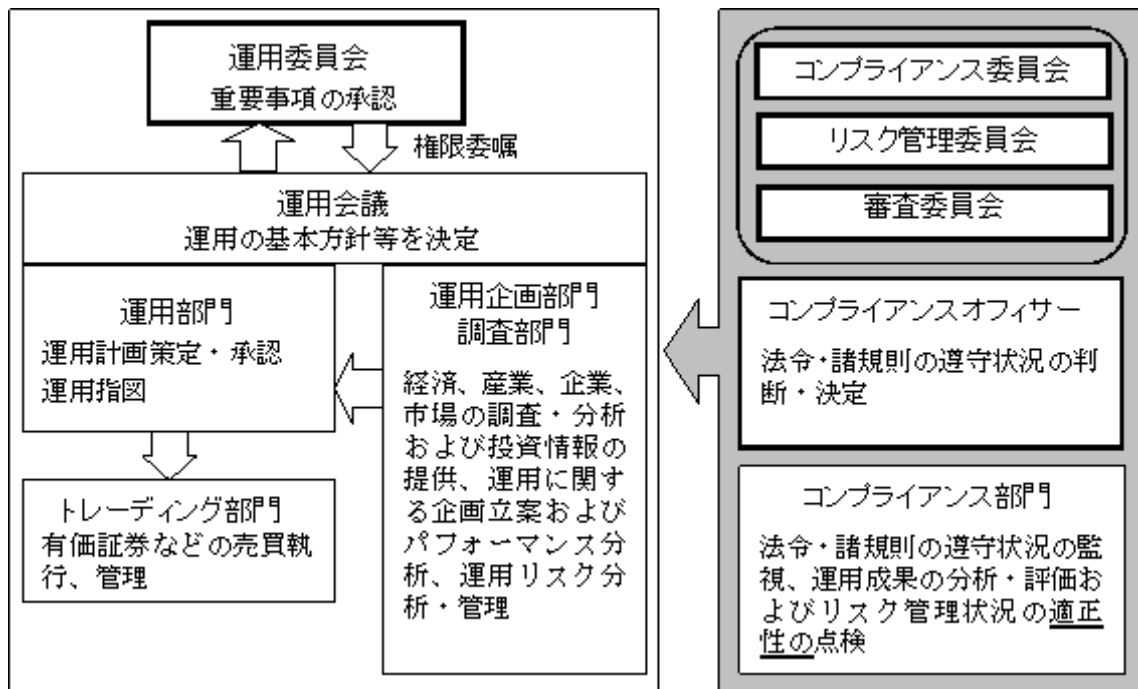 運用委員会
重要事項の承認
権限委嘱
運用会議
運用の基本方針等を決定
運用部門
運用計画策定・承認
運用指図
運用企画部門
調査部門
経済、産業、企業、
市場の調査・分析
および投資情報の
提供、運用に関す
る企画立案および
パフォーマンス分
析、運用リスク分
析・管理
トレーディング部門
有価証券などの売買執
行、管理
コンプライアンス委員会
リスク管理委員会
審査委員会
コンプライアンスオフィサー
法令・諸規則の遵守状況の判
断・決定
コンプライアンス部門
法令・諸規則の遵守状況の監
視、運用成果の分析・評価お
よびリスク管理状況の適正
性の点検